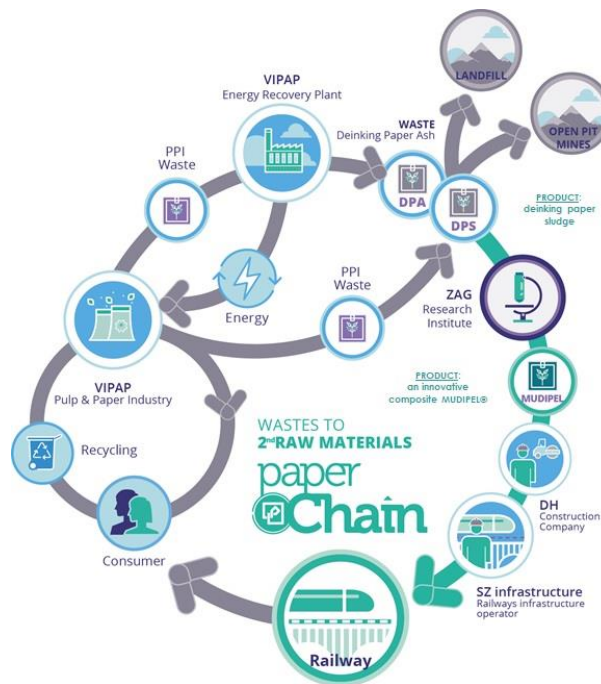 LANDFILL
OPEN PIT
MINES
VIPAP
Energy Recovery Plant
WASTE
Deinking Paper Ash
PPI
Waste
DPA
DPS
PRODUCT:
deinking paper
sludge
ZAG
Research
Institute
PPI
Waste
Energy
VIPAP
Pulp & Paper Industry
PRODUCT:
an innovative
composite MUDIPEL®
MUDIPEL
WASTES TO
2nd RAW MATERIALS
paper
Chain
Recycling
Consumer
DH
Construction
Company
SZ infrastructure
Railways infrastructure
operator
Railway